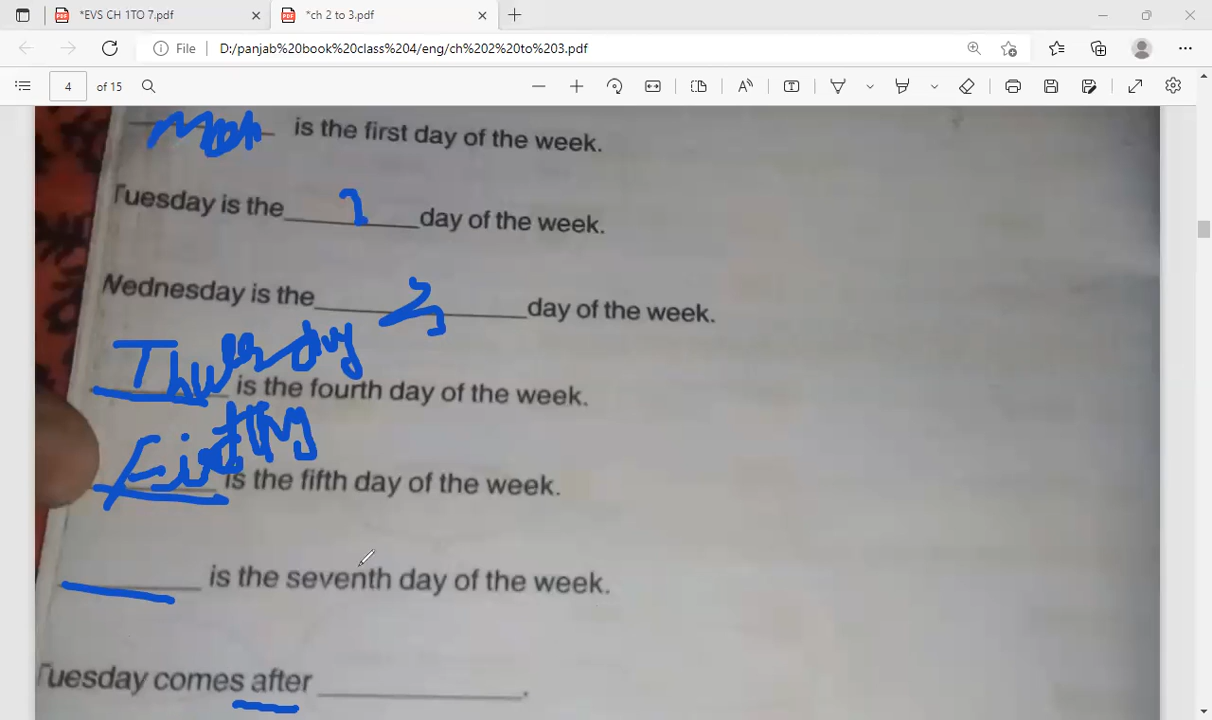 *EVS CH 1TO 7.pdf
*ch 2 to 3.pdf
File D:/panjab%20book%20class%204/eng/ch%202%20to%203.pdf
4 of 15
Mon is the first day of the week.
Tuesday is the 2 day of the week.
Wednesday is the 3 day of the week.
is the fourth day of the week.
is the fifth day of the week.
is the seventh day of the week.
Tuesday comes after .